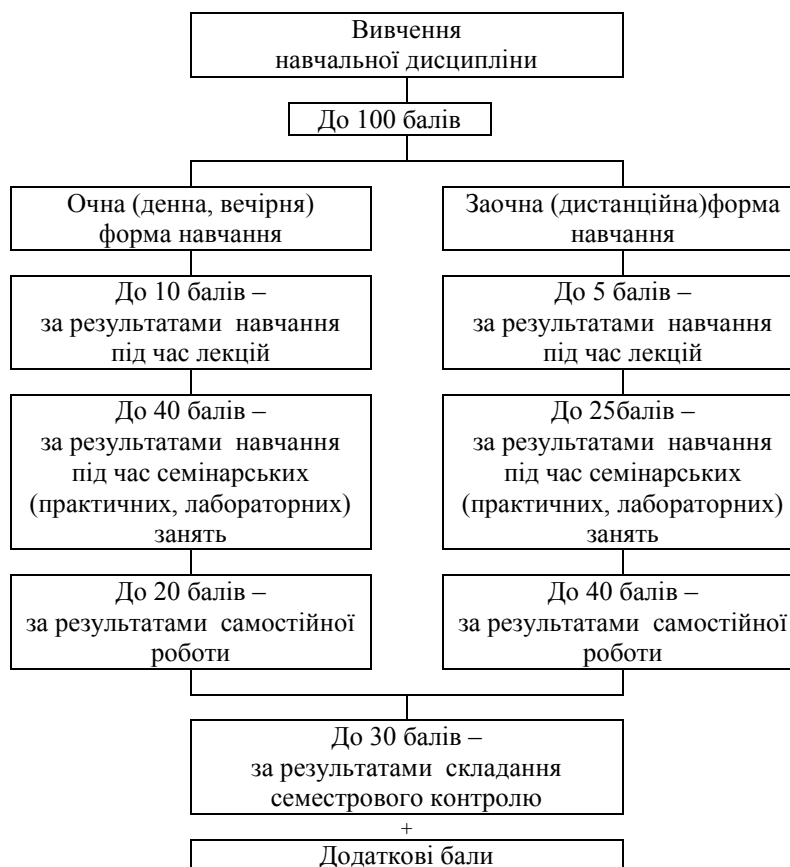 Вивчення
навчальної дисципліни
До 100 балів
Очна (денна, вечірня)
форма навчання
До 10 балів –
за результатами навчання
під час лекцій
До 40 балів –
за результатами навчання
під час семінарських
(практичних, лабораторних)
занять
До 20 балів –
за результатами самостійної
роботи
Заочна (дистанційна)форма
навчання
До 5 балів –
за результатами навчання
під час лекцій
До 25балів –
за результатами навчання
під час семінарських
(практичних, лабораторних)
занять
До 40 балів –
за результатами самостійної
роботи
До 30 балів –
за результатами складання
семестрового контролю
+
Додаткові бали